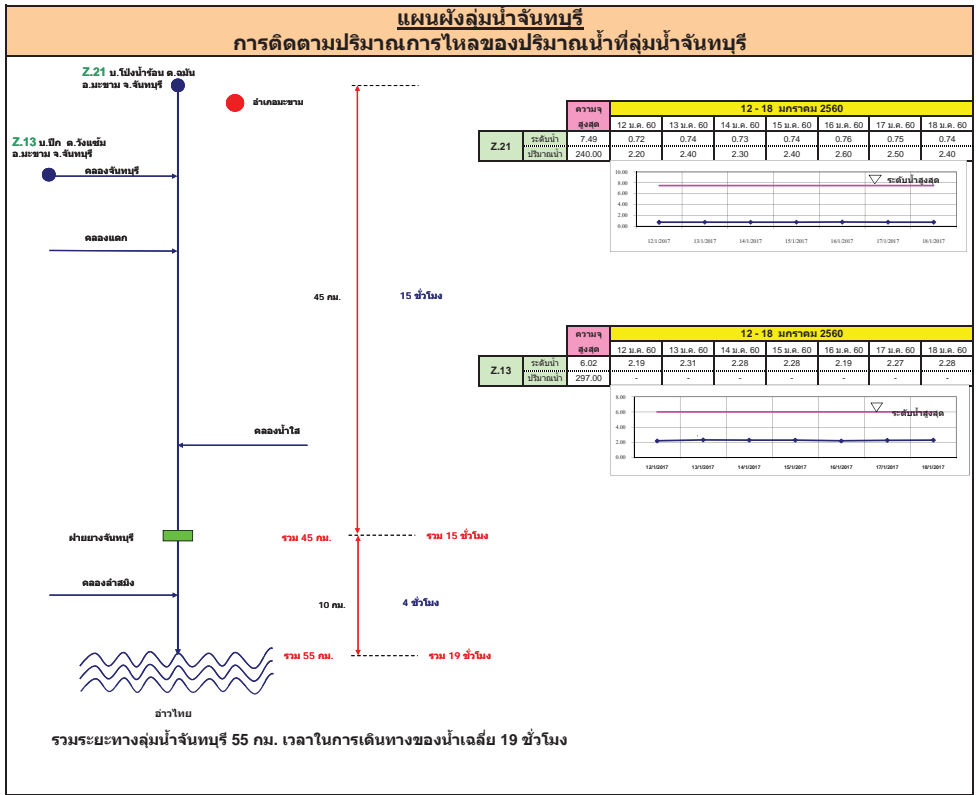 แผนผังลุ่มน้ำจันทบุรี
การติดตามปริมาณการไหลของปริมาณน้ำที่ลุ่มน้ำจันทบุรี
Z.21 บ.โป่งน้ำร้อน ต.ฉมัน
อ.มะขาม จ.จันทบุรี
อำเภอมะขาม
Z.13 บ.ปึก ต.วังแซ้ม
อ.มะขาม จ.จันทบุรี
คลองจันทบุรี
คลองแตก
45 กม. 15 ชั่วโมง
คลองน้ำใส
ฝายยางจันทบุรี รวม 45 กม. รวม 15 ชั่วโมง
คลองลำสมิง
10 กม. 4 ชั่วโมง
รวม 55 กม. รวม 19 ชั่วโมง
อ่าวไทย
รวมระยะทางลุ่มน้ำจันทบุรี 55 กม. เวลาในการเดินทางของน้ำเฉลี่ย 19 ชั่วโมง
ความจุ 12 - 18 มกราคม 2560
สูงสุด 12 ม.ค. 60 13 ม.ค. 60 14 ม.ค. 60 15 ม.ค. 60 16 ม.ค. 60 17 ม.ค. 60 18 ม.ค. 60
Z.21 ระดับน้ำ 7.49 0.72 0.74 0.73 0.74 0.76 0.75 0.74
ปริมาณน้ำ 240.00 2.20 2.40 2.30 2.40 2.60 2.50 2.40
10.00
8.00
6.00
4.00
2.00
0.00
ระดับน้ำสูงสุด
12/1/2017 13/1/2017 14/1/2017 15/1/2017 16/1/2017 17/1/2017 18/1/2017
ความจุ 12 - 18 มกราคม 2560
สูงสุด 12 ม.ค. 60 13 ม.ค. 60 14 ม.ค. 60 15 ม.ค. 60 16 ม.ค. 60 17 ม.ค. 60 18 ม.ค. 60
Z.13 ระดับน้ำ 6.02 2.19 2.31 2.28 2.28 2.19 2.27 2.28
ปริมาณน้ำ 297.00 - - - - - - -
8.00
6.00
4.00
2.00
0.00
ระดับน้ำสูงสุด
12/1/2017 13/1/2017 14/1/2017 15/1/2017 16/1/2017 17/1/2017 18/1/2017